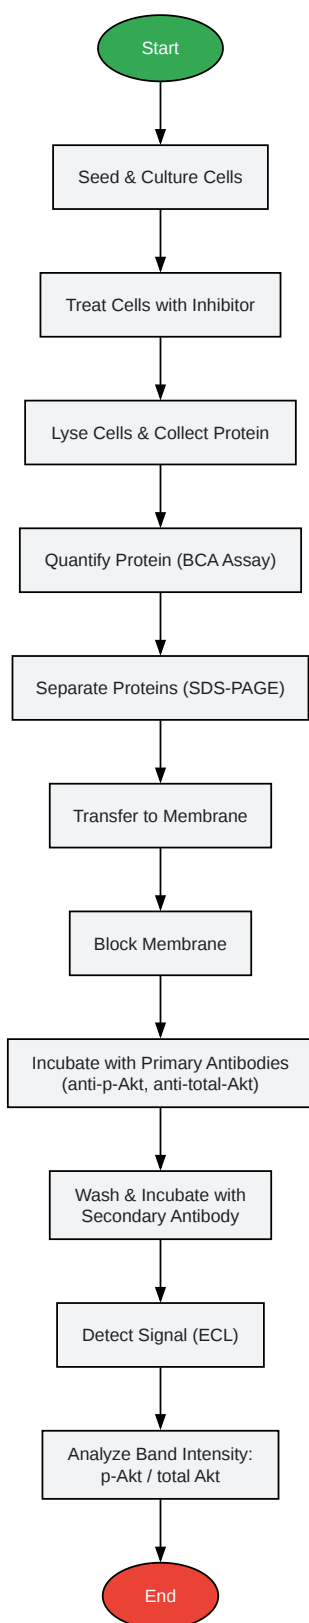 Start
Seed & Culture Cells
Treat Cells with Inhibitor
Lyse Cells & Collect Protein
Quantify Protein (BCA Assay)
Separate Proteins (SDS-PAGE)
Transfer to Membrane
Block Membrane
Incubate with Primary Antibodies
(anti-p-Akt, anti-total-Akt)
Wash & Incubate with
Secondary Antibody
Detect Signal (ECL)
Analyze Band Intensity:
p-Akt / total Akt
End